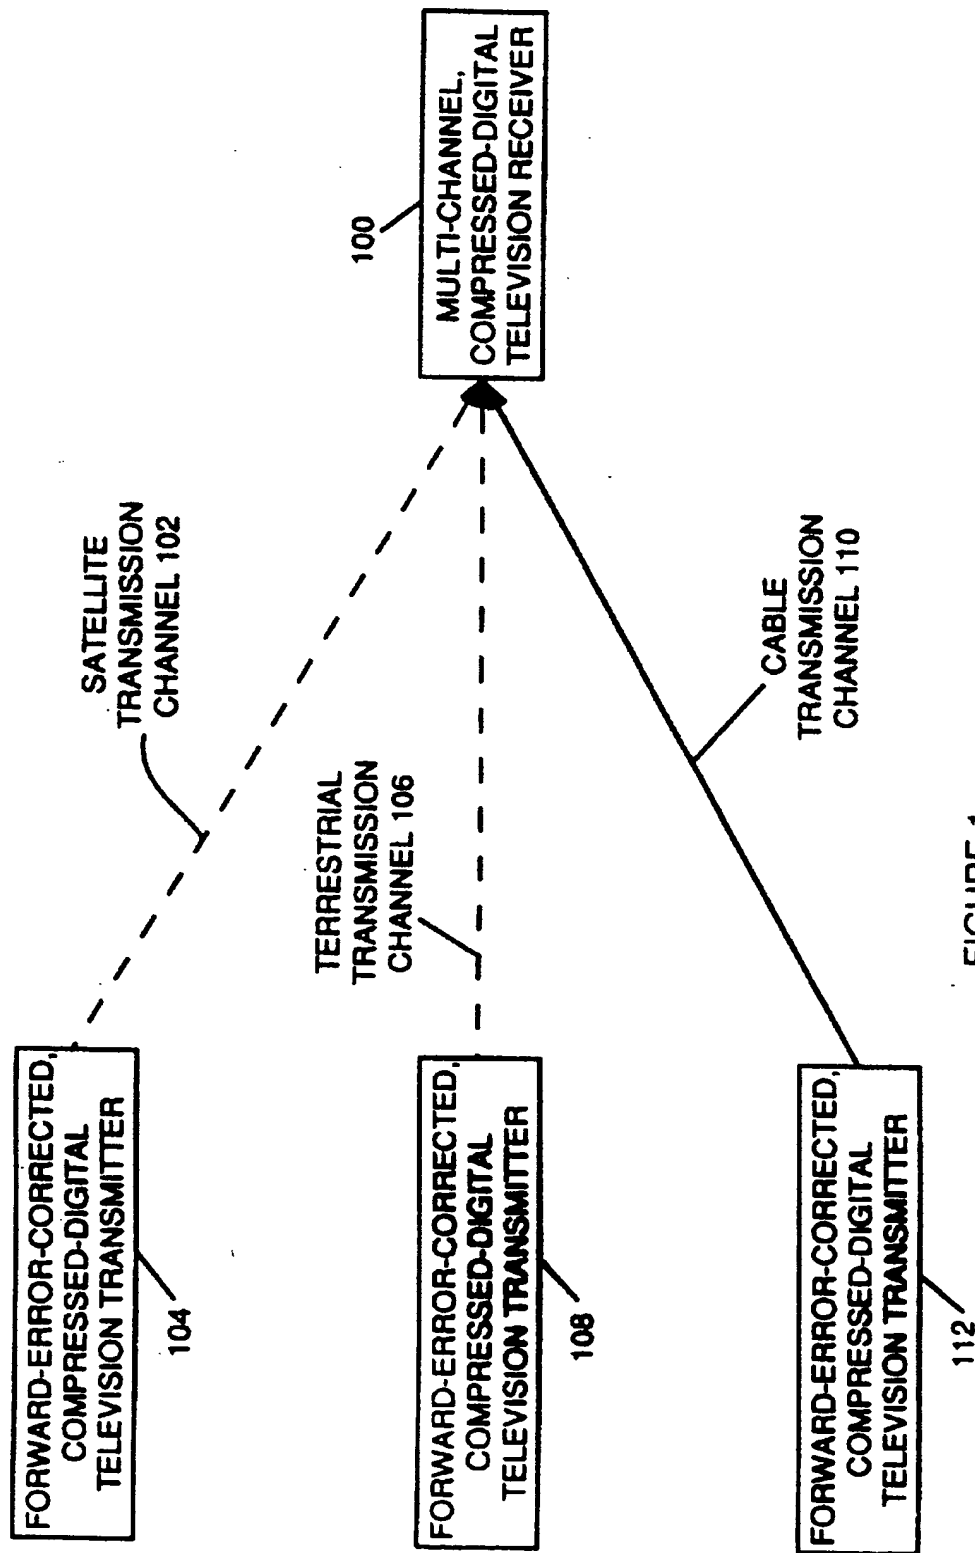 FORWARD-ERROR-CORRECTED,
COMPRESSED-DIGITAL
TELEVISION TRANSMITTER
104
SATELLITE
TRANSMISSION
CHANNEL 102
FORWARD-ERROR-CORRECTED,
COMPRESSED-DIGITAL
TELEVISION TRANSMITTER
108
TERRESTRIAL
TRANSMISSION
CHANNEL 106
100
MULTI-CHANNEL,
COMPRESSED-DIGITAL
TELEVISION RECEIVER
FORWARD-ERROR-CORRECTED,
COMPRESSED-DIGITAL
TELEVISION TRANSMITTER
112
CABLE
TRANSMISSION
CHANNEL 110
FIGURE 1